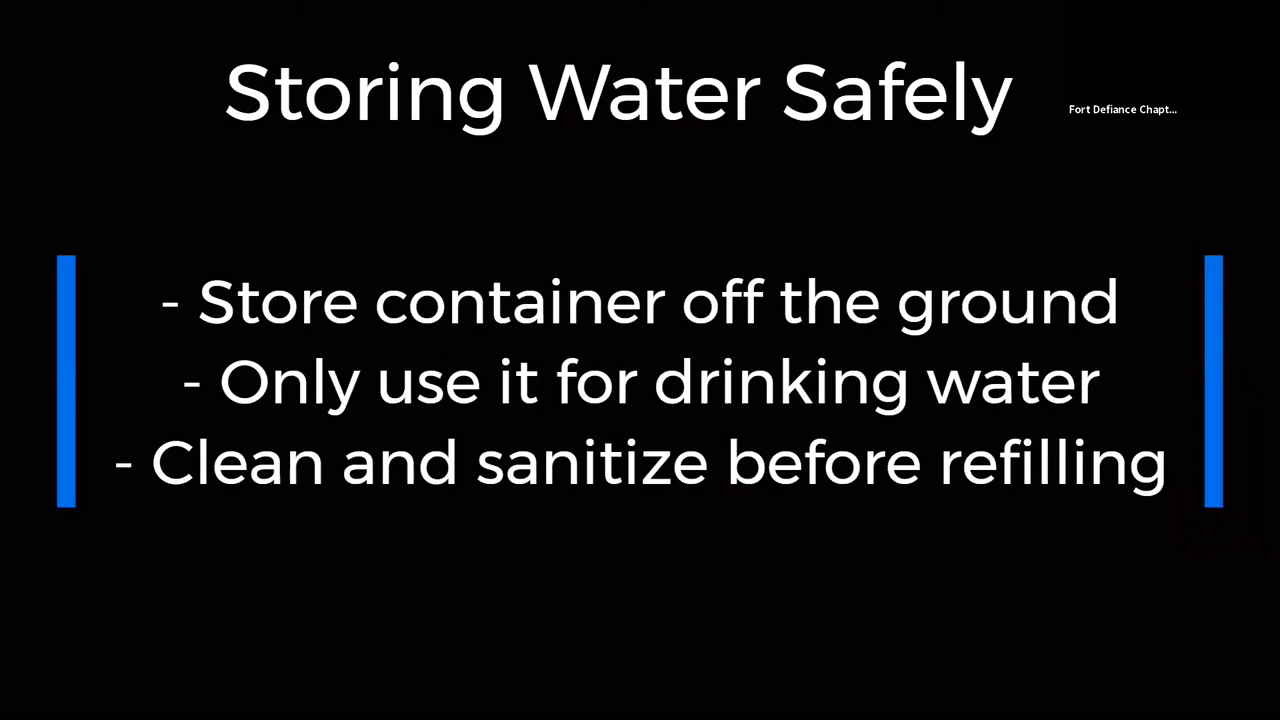 Storing Water Safely
Fort Defiance Chapt...
- Store container off the ground
- Only use it for drinking water
- Clean and sanitize before refilling